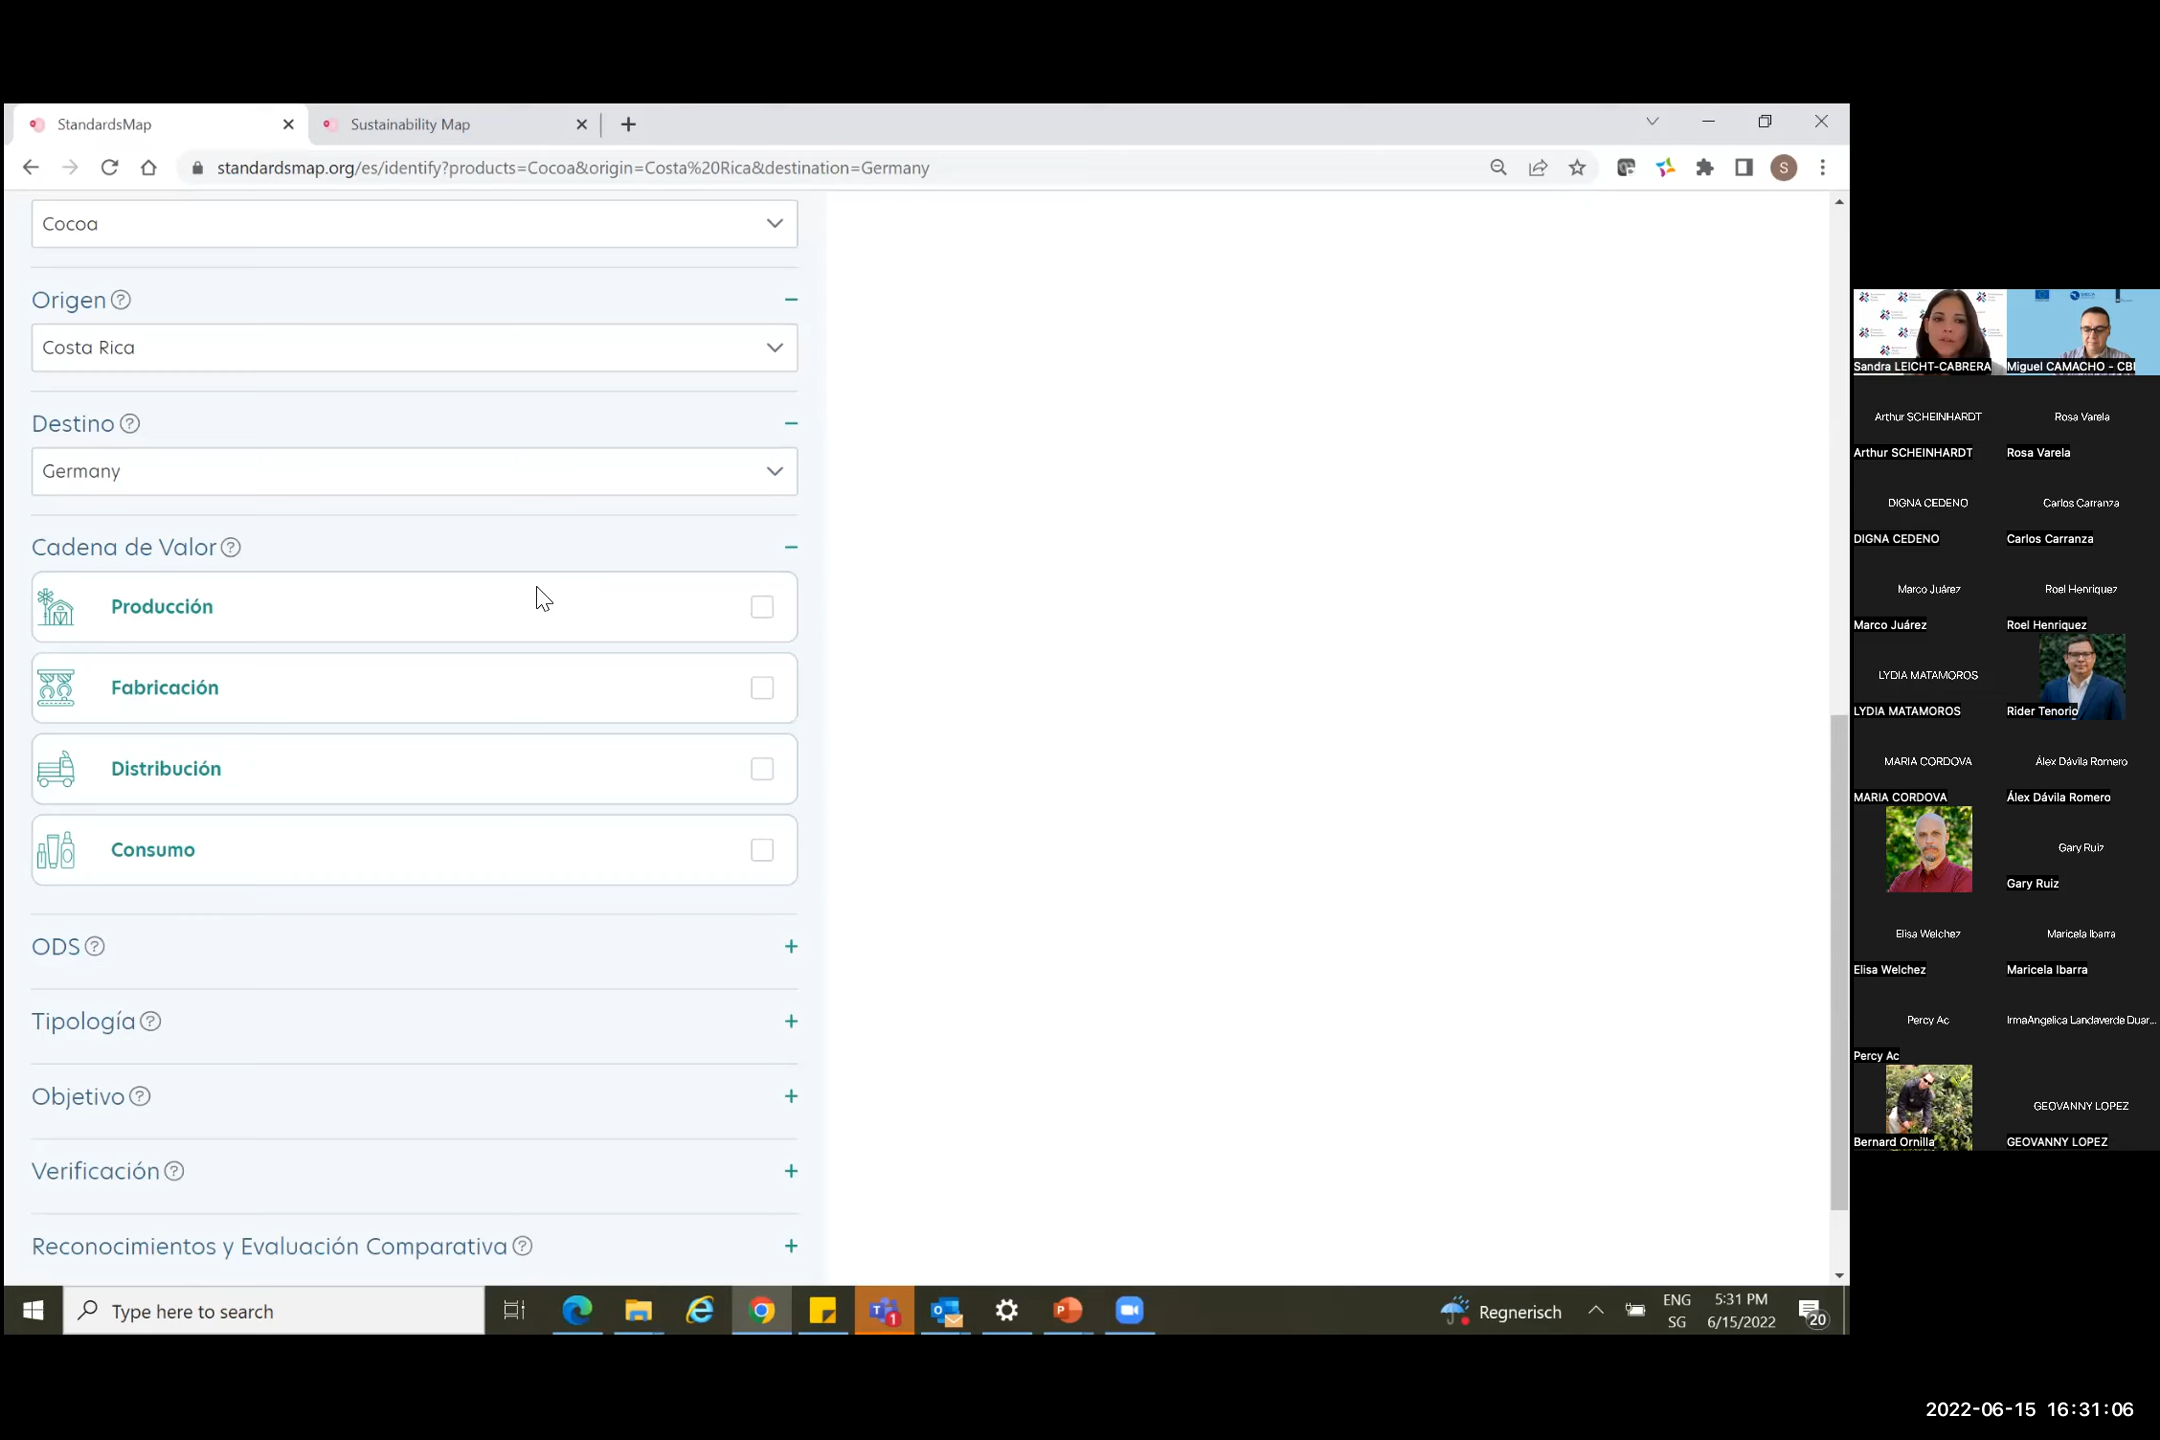 StandardsMap
Sustainability Map
standardsmap.org/es/identify?products=Cocoa&origin=Costa%20Rica&destination=Germany
S
Cocoa
Origen
Costa Rica
Destino
Germany
Cadena de Valor
Producción
Fabricación
Distribución
Consumo
ODS
Tipología
Objetivo
Verificación
Reconocimientos y Evaluación Comparativa
Type here to search
1
Regnerisch
ENG
SG
5:31 PM
6/15/2022
20
Sandra LEICHT-CABRERA
Miguel CAMACHO - CBI
Arthur SCHEINHARDT
Rosa Varela
Arthur SCHEINHARDT
Rosa Varela
DIGNA CEDENO
Carlos Carranza
DIGNA CEDENO
Carlos Carranza
Marco Juárez
Roel Henriquez
Marco Juárez
Roel Henriquez
LYDIA MATAMOROS
LYDIA MATAMOROS
Rider Tenorio
MARIA CORDOVA
Álex Dávila Romero
MARIA CORDOVA
Álex Dávila Romero
Gary Ruiz
Gary Ruiz
Elisa Welchez
Maricela Ibarra
Elisa Welchez
Maricela Ibarra
Percy Ac
IrmaAngelica Landaverde Duar...
Percy Ac
GEOVANNY LOPEZ
Bernard Ornilla
GEOVANNY LOPEZ
2022-06-15 16:31:06